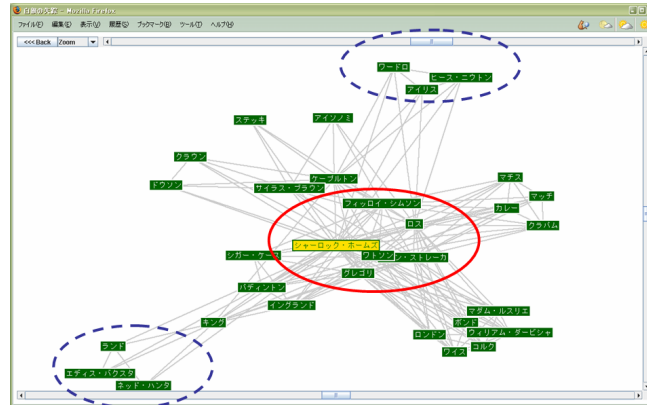 白銀の失踪 - Mozilla Firefox
ファイル(F) 編集(E) 表示(V) 履歴(S) ブックマーク(B) ツール(T) ヘルプ(H)
<<< Back Zoom
ワードロ
ヒース・ニウトン
アイリス
ステッキ
アイソノミ
クラウン
ケープルトン
ドウソン
サイラス・ブラウン
マチス
マッチ
フィッロイ・シムソン
カレー
ロス
クラパム
シャーロック・ホームズ
シガー・ケース
ワトソン
ン・ストレーカ
グレゴリ
パディントン
イングランド
キング
マダム・ルスリエ
ボンド
ロンドン
ウィリアム・ダービシャ
コルク
ワイス
ランド
エディス・バクスタ
ネッド・ハンタ